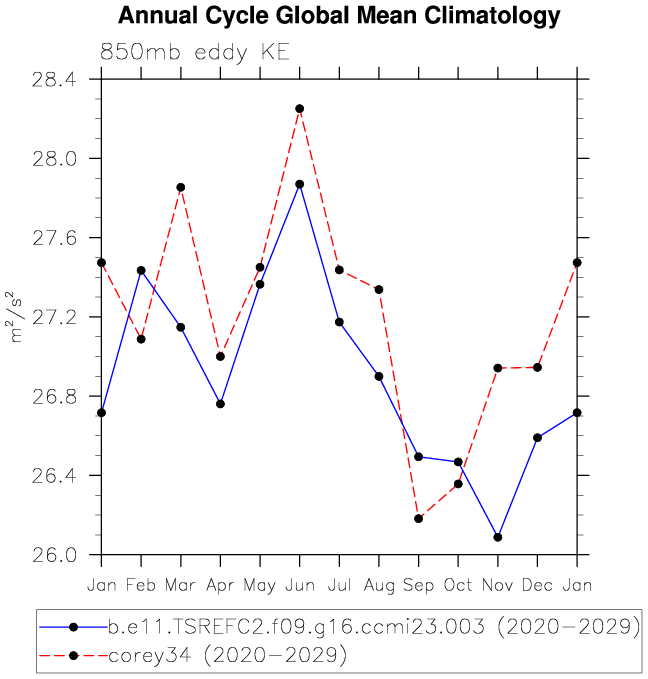 Annual Cycle Global Mean Climatology
850mb eddy KE
28.4
28.0
27.6
27.2
26.8
26.4
26.0
m²/s²
Jan Feb Mar Apr May Jun Jul Aug Sep Oct Nov Dec Jan
b.e11.TSREFC2.f09.g16.ccmi23.003 (2020-2029)
corey34 (2020-2029)